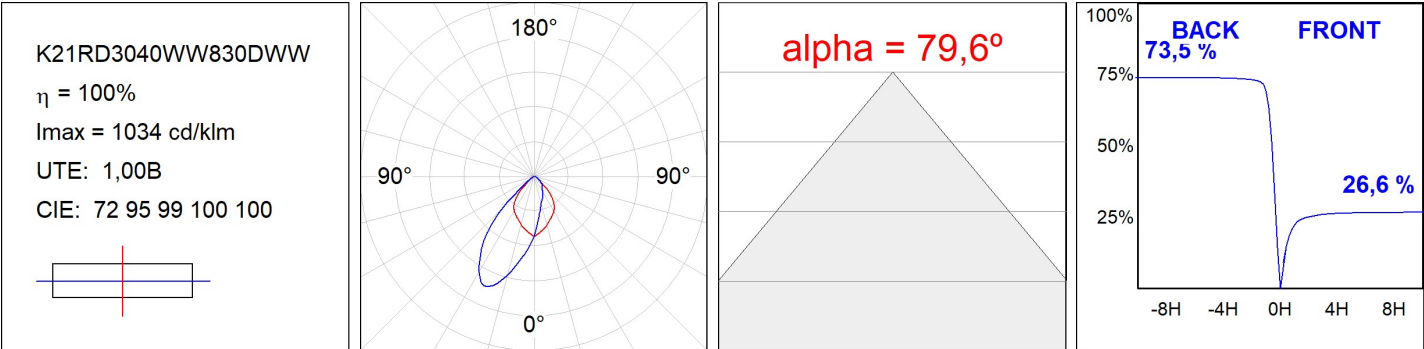 K21RD3040WW830DWW
η = 100%
Imax = 1034 cd/klm
UTE: 1,00B
CIE: 72 95 99 100 100
180°
90° 90°
0°
alpha = 79,6º
100%
75%
50%
25%
BACK FRONT
73,5 %
26,6 %
-8H -4H 0H 4H 8H